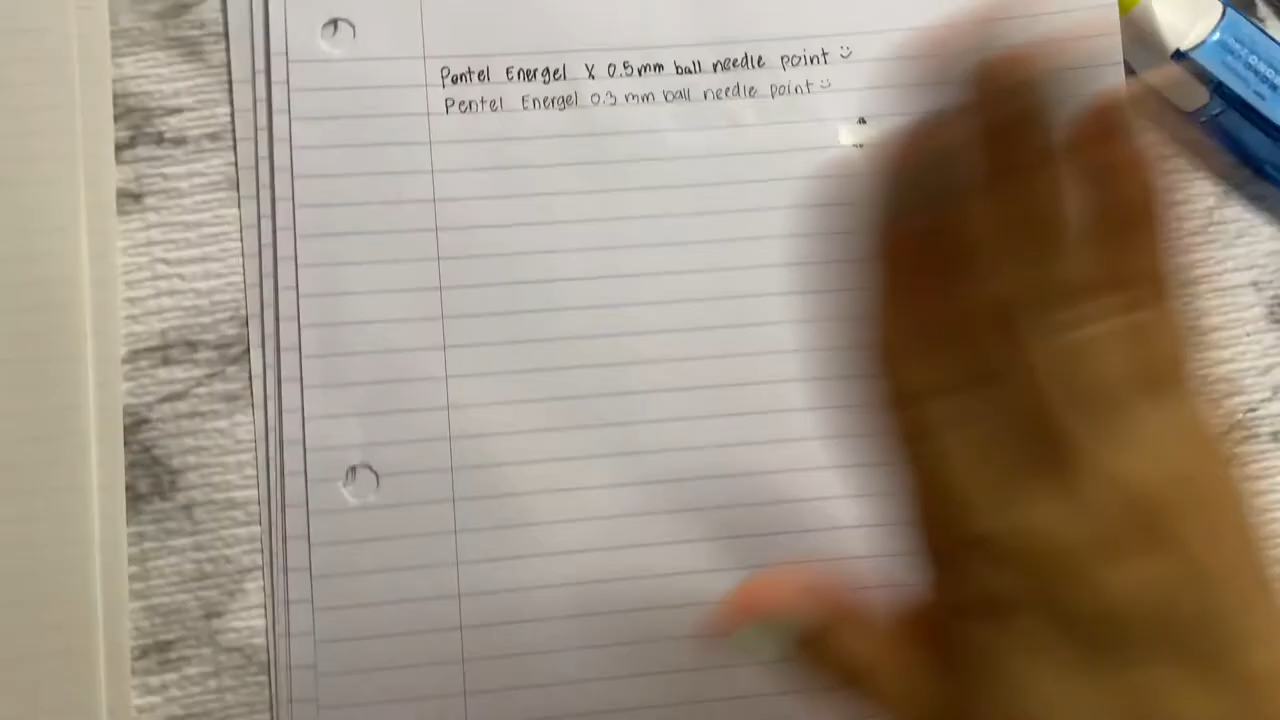 Pentel Energel X 0.5mm ball needle point :)
Pentel Energel 0.3 mm ball needle point :)